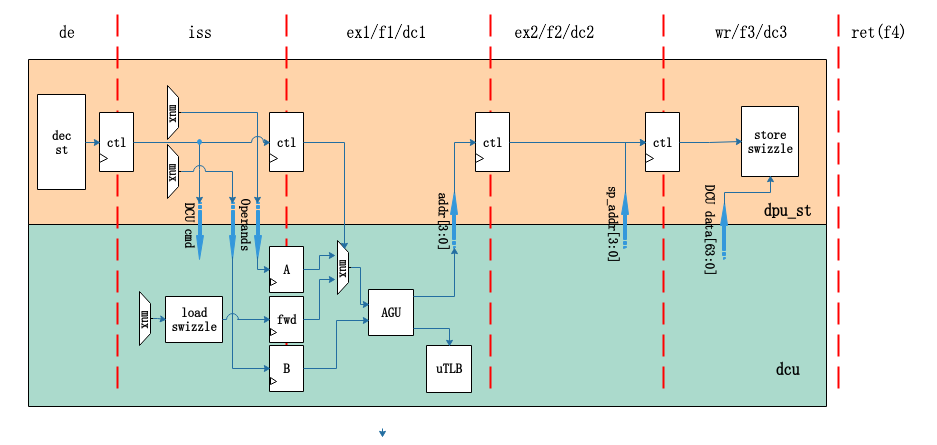 de
iss
ex1/f1/dc1
ex2/f2/dc2
wr/f3/dc3
ret(f4)
dec
st
ctl
mux
mux
ctl
ctl
ctl
store
swizzle
dpu_st
DCU cmd
Operands
addr[3:0]
sp_addr[3:0]
DCU data[63:0]
A
mux
mux
load
swizzle
fwd
AGU
B
uTLB
dcu